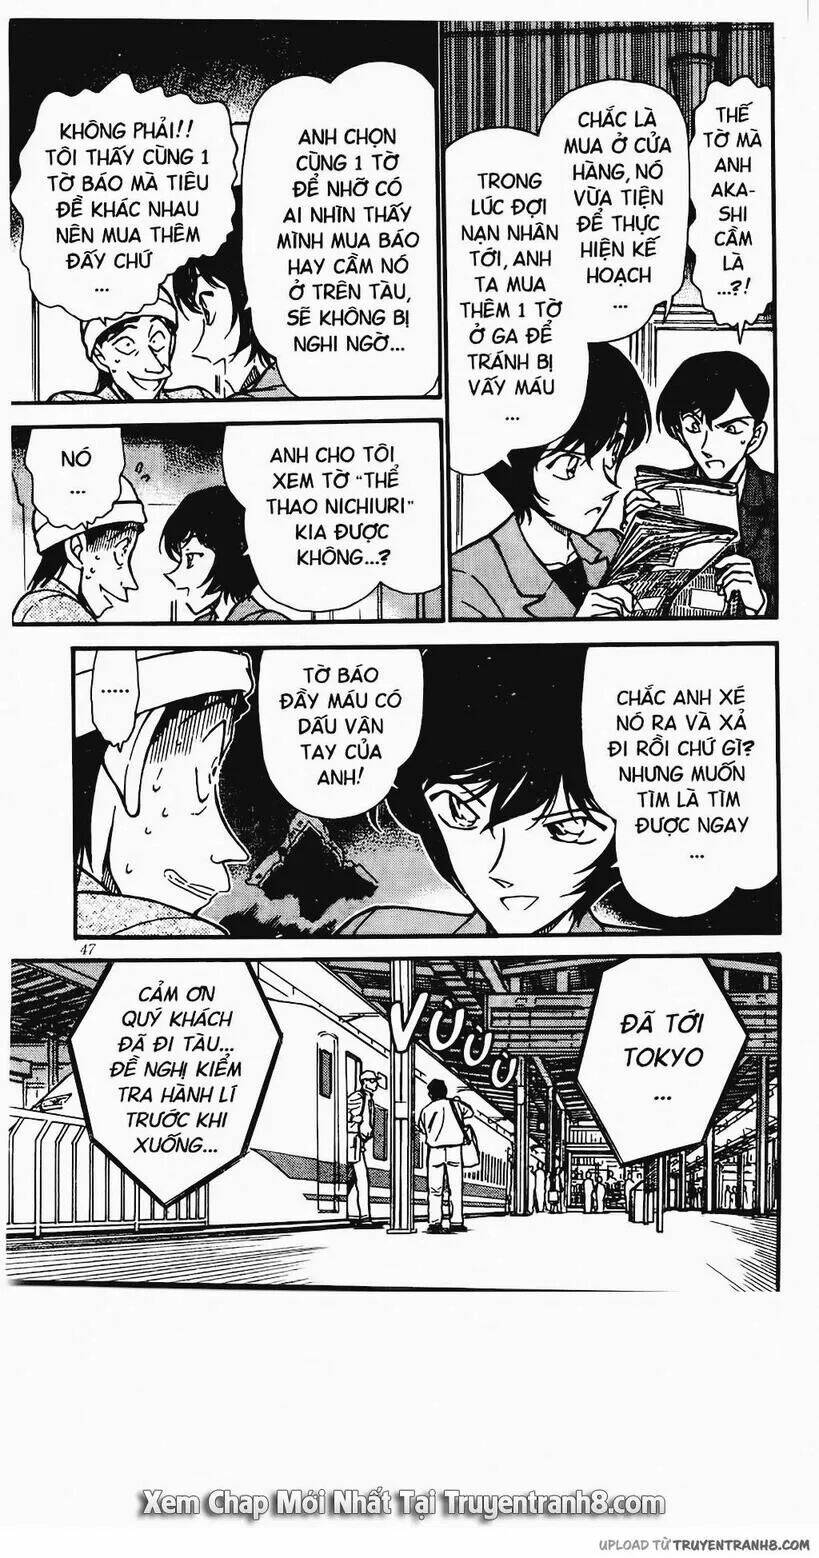 THẾ
TỜ MÀ
ANH
AKA-
SHI
CẦM
LÀ
...?!
CHẮC LÀ
MUA Ở CỬA
HÀNG, NÓ
VỪA TIỆN
ĐỂ THỰC
HIỆN KẾ
HOẠCH
...
TRONG
LÚC ĐỢI
NẠN NHÂN
TỚI, ANH
TA MUA
THÊM 1 TỜ
Ở GA ĐỂ
TRÁNH BỊ
VẤY MÁU
...
ANH CHỌN
CÙNG 1 TỜ
ĐỂ NHỠ CÓ
AI NHÌN THẤY
MÌNH MUA BÁO
HAY CẦM NÓ
Ở TRÊN TÀU,
SẼ KHÔNG BỊ
NGHI NGỜ...
KHÔNG PHẢI!!
TÔI THẤY CÙNG 1
TỜ BÁO MÀ TIÊU
ĐỀ KHÁC NHAU
NÊN MUA THÊM
ĐẤY CHỨ
...
ANH CHO TÔI
XEM TỜ "THỂ
THAO NICHIURI"
KIA ĐƯỢC
KHÔNG...?
NÓ
...
CHẮC ANH XÉ
NÓ RA VÀ XẢ
ĐI RỒI CHỨ GÌ?
NHƯNG MUỐN
TÌM LÀ TÌM
ĐƯỢC NGAY
...
TỜ BÁO
ĐẦY MÁU CÓ
DẤU VÂN
TAY CỦA
ANH!
......
47
ĐÃ TỚI
TOKYO
...
VÙÙÙÙ
CẢM ƠN
QUÝ KHÁCH
ĐÃ ĐI TÀU...
ĐỀ NGHỊ KIỂM
TRA HÀNH LÍ
TRƯỚC KHI
XUỐNG...
Xem Chap Mới Nhất Tại Truyentranh8.com
UPLOAD TỪ TRUYENTRANH8.COM